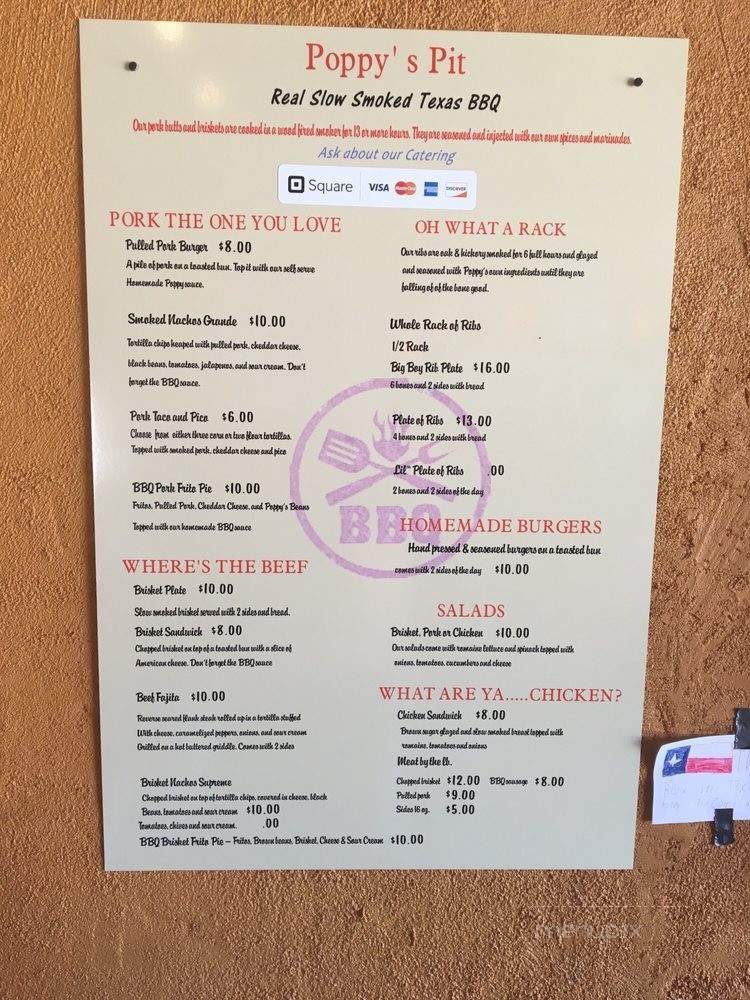 Poppy's Pit
Real Slow Smoked Texas BBQ
Our pork butts and briskets are cooked in a wood fired smoker for 13 or more hours. They are seasoned and injected with our own spices and marinades.
Ask about our Catering
Square VISA MasterCard AMERICAN EXPRESS DISCOVER
PORK THE ONE YOU LOVE
Pulled Pork Burger $8.00
A pile of pork on a toasted bun. Top it with our self serve
Homemade Poppy sauce.
Smoked Nachos Grande $10.00
Tortilla chips heaped with pulled pork, cheddar cheese,
black beans, tomatoes, jalapenos, and sour cream. Don't
forget the BBQ sauce.
Pork Taco and Pico $6.00
Choose from either three corn or two flour tortillas.
Topped with smoked pork, cheddar cheese and pico
BBQ Pork Frito Pie $10.00
Fritos, Pulled Pork, Cheddar Cheese, and Poppy's Beans
Topped with our homemade BBQ sauce
WHERE'S THE BEEF
Brisket Plate $10.00
Slow smoked brisket served with 2 sides and bread.
Brisket Sandwich $8.00
Chopped brisket on top of a toasted bun with a slice of
American cheese. Don't forget the BBQ sauce
Beef Fajita $10.00
Reverse seared flank steak rolled up in a tortilla stuffed
With cheese, caramelized peppers, onions, and sour cream
Grilled on a hot buttered griddle. Comes with 2 sides
Brisket Nachos Supreme
Chopped brisket on top of tortilla chips, covered in cheese, black
Beans, tomatoes and sour cream $10.00
Tomatoes, chives and sour cream. .00
BBQ Brisket Frito Pie – Fritos, Brown beans, Brisket, Cheese & Sour Cream $10.00
OH WHAT A RACK
Our ribs are oak & hickory smoked for 6 full hours and glazed
and seasoned with Poppy's own ingredients until they are
falling of of the bone good.
Whole Rack of Ribs
1/2 Rack
Big Boy Rib Plate $16.00
6 bones and 2 sides with bread
Plate of Ribs $13.00
4 bones and 2 sides with bread
Lil" Plate of Ribs .00
2 bones and 2 sides of the day
BBQ
HOMEMADE BURGERS
Hand pressed & seasoned burgers on a toasted bun
comes with 2 sides of the day $10.00
SALADS
Brisket, Pork or Chicken $10.00
Our salads come with romaine lettuce and spinach topped with
onions, tomatoes, cucumbers and cheese
WHAT ARE YA.....CHICKEN?
Chicken Sandwich $8.00
Brown sugar glazed and slow smoked breast topped with
romaine, tomatoes and onions
Meat by the lb.
Chopped brisket $12.00 BBQ sausage $8.00
Pulled pork $9.00
Sides 16 oz. $5.00
menupix